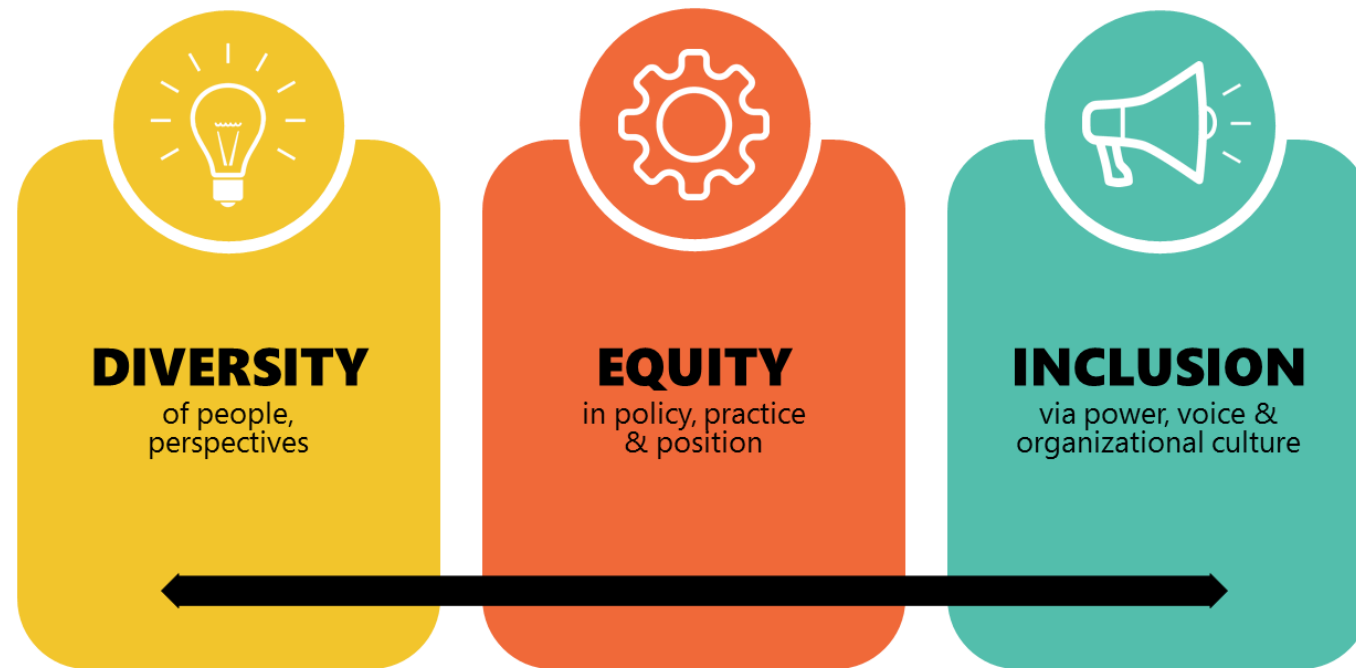 DIVERSITY
of people,
perspectives
EQUITY
in policy, practice
& position
INCLUSION
via power, voice &
organizational culture